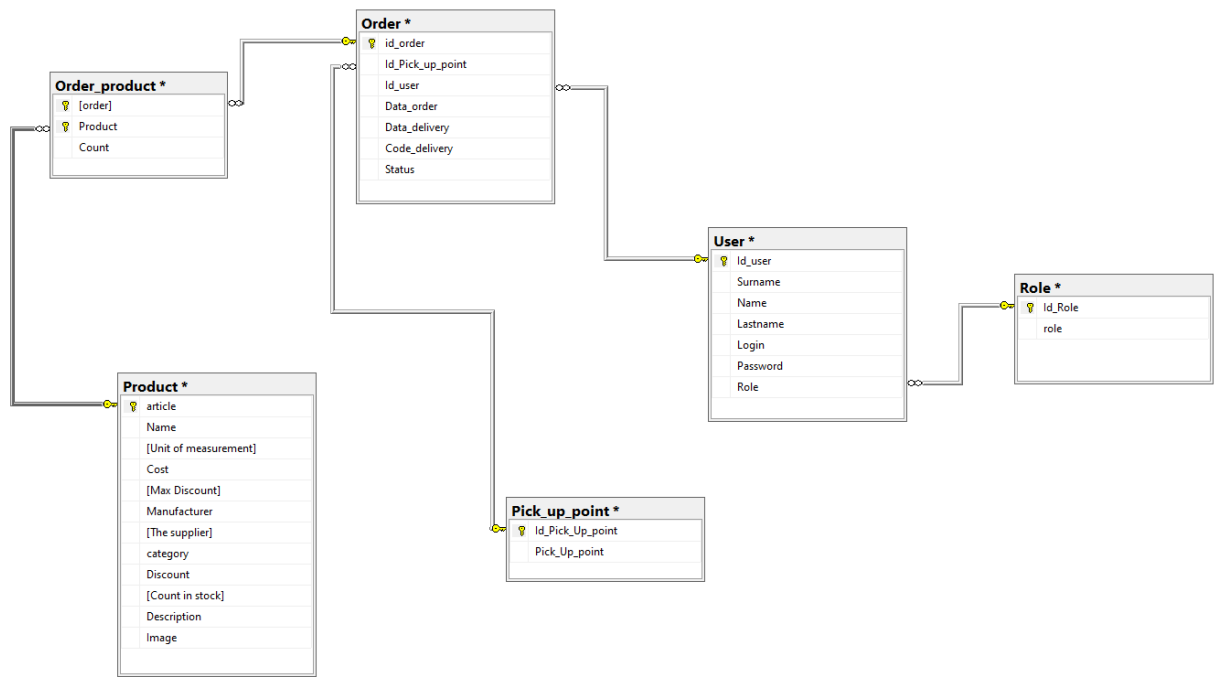 Order *
id_order
Id_Pick_up_point
Id_user
Data_order
Data_delivery
Code_delivery
Status
Order_product *
[order]
Product
Count
User *
Id_user
Surname
Name
Lastname
Login
Password
Role
Role *
Id_Role
role
Product *
article
Name
[Unit of measurement]
Cost
[Max Discount]
Manufacturer
[The supplier]
category
Discount
[Count in stock]
Description
Image
Pick_up_point *
Id_Pick_Up_point
Pick_Up_point